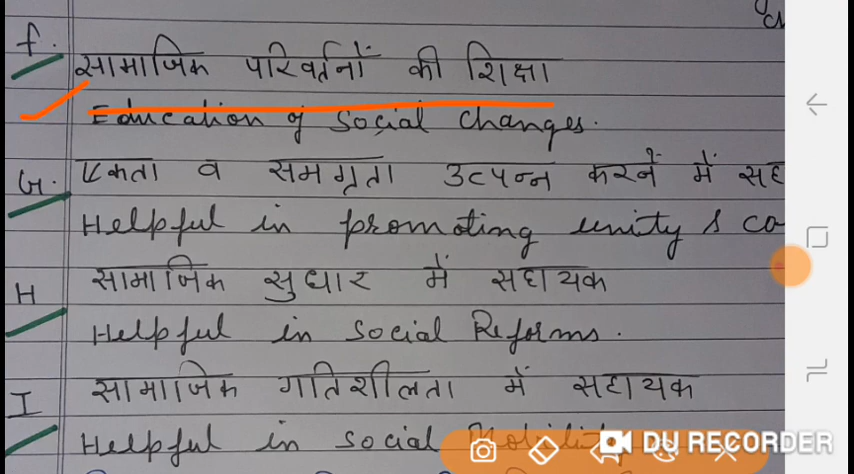 f. सामाजिक परिवर्तनों की शिक्षा
Education of Social Changes.
G. एकता व समग्रता उत्पन्न करनें में सह
Helpful in promoting unity & co
H सामाजिक सुधार में सहायक
Helpful in Social Reforms.
I सामाजिक गतिशीलता में सहायक
Helpful in Social
DU RECORDER